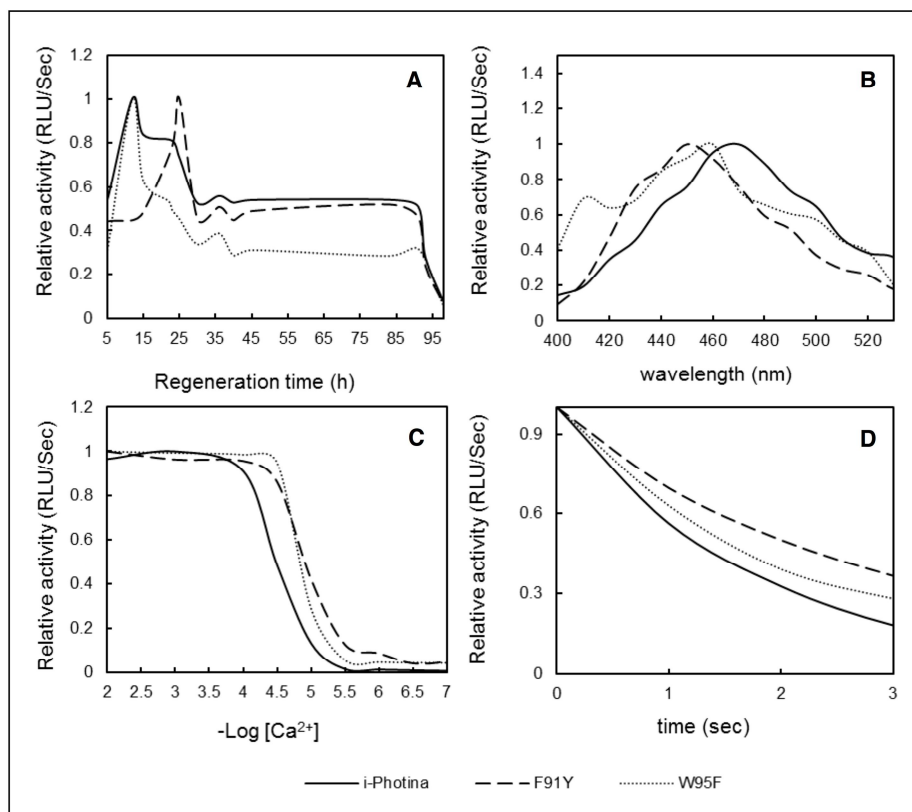 A
Relative activity (RLU/Sec)
1.2
1
0.8
0.6
0.4
0.2
0
5 15 25 35 45 55 65 75 85 95
Regeneration time (h)
B
Relative activity (RLU/Sec)
1.4
1.2
1
0.8
0.6
0.4
0.2
0
400 420 440 460 480 500 520
wavelength (nm)
C
Relative activity (RLU/Sec)
1.2
1
0.8
0.6
0.4
0.2
0
2 2.5 3 3.5 4 4.5 5 5.5 6 6.5 7
-Log [Ca²⁺]
D
Relative activity (RLU/Sec)
0.9
0.6
0.3
0
0 1 2 3
time (sec)
i-Photina F91Y W95F